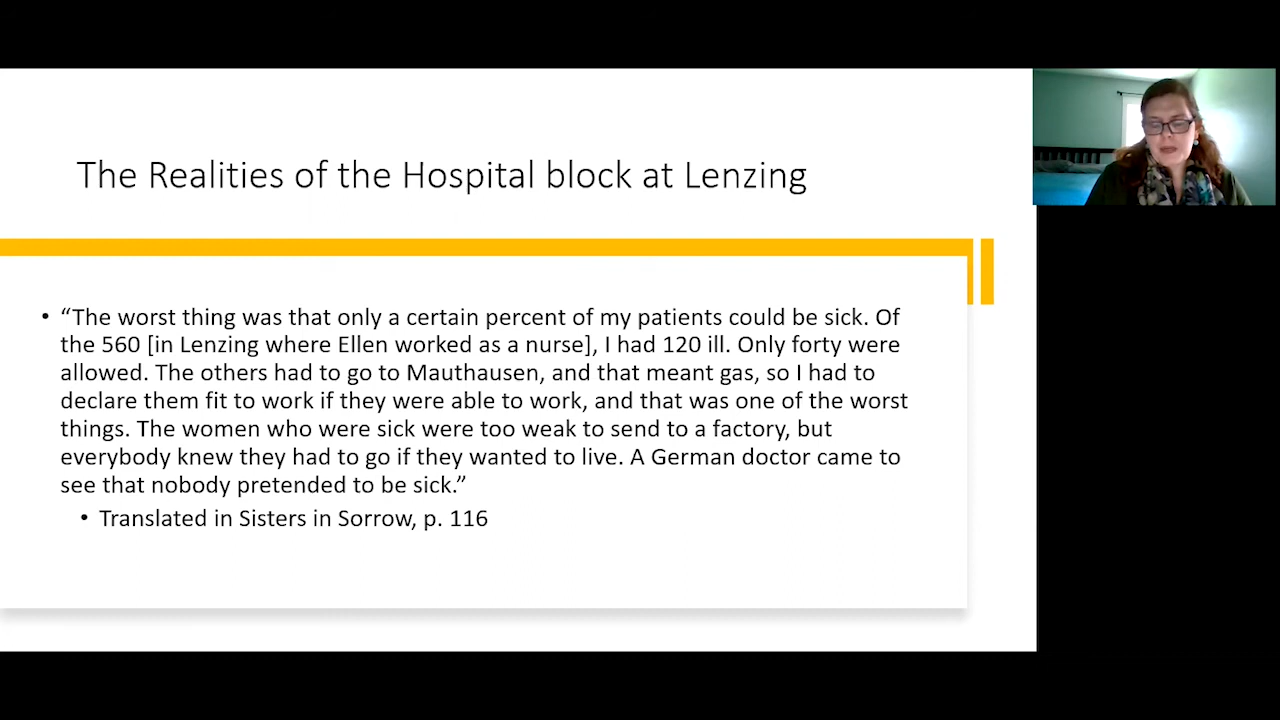 The Realities of the Hospital block at Lenzing
• “The worst thing was that only a certain percent of my patients could be sick. Of
the 560 [in Lenzing where Ellen worked as a nurse], I had 120 ill. Only forty were
allowed. The others had to go to Mauthausen, and that meant gas, so I had to
declare them fit to work if they were able to work, and that was one of the worst
things. The women who were sick were too weak to send to a factory, but
everybody knew they had to go if they wanted to live. A German doctor came to
see that nobody pretended to be sick.”
• Translated in Sisters in Sorrow, p. 116